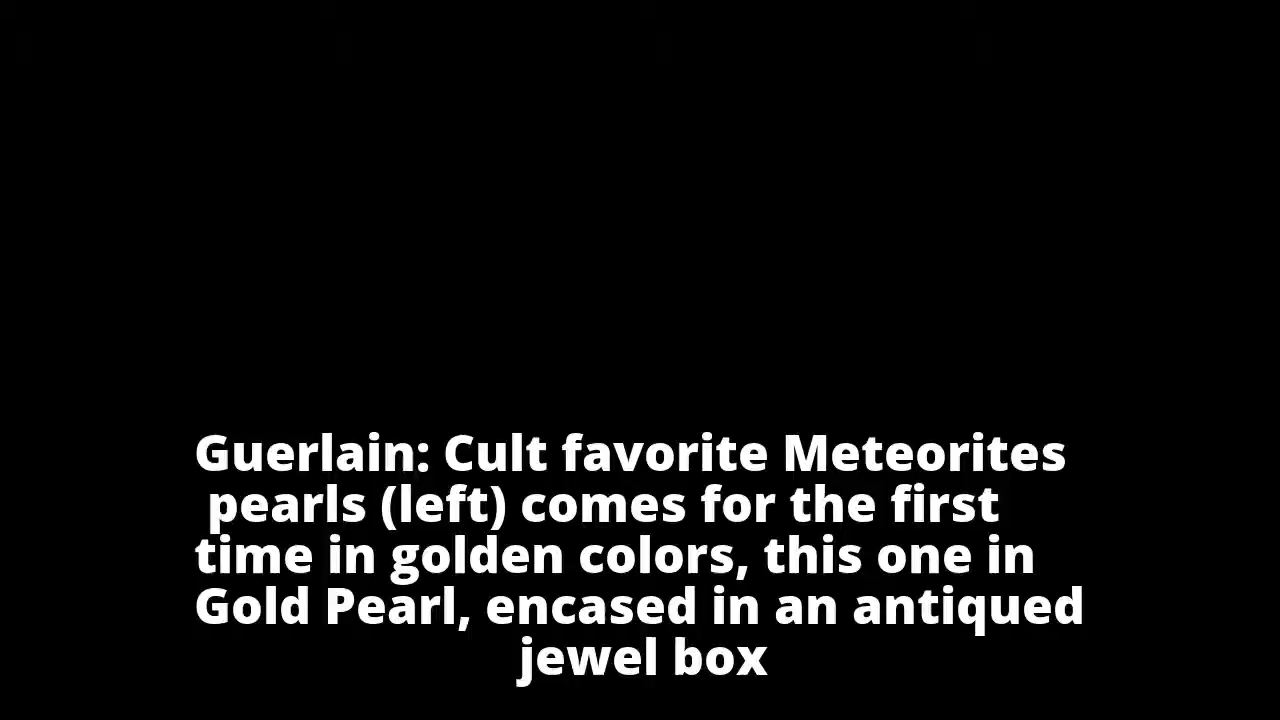 Guerlain: Cult favorite Meteorites
pearls (left) comes for the first
time in golden colors, this one in
Gold Pearl, encased in an antiqued
jewel box